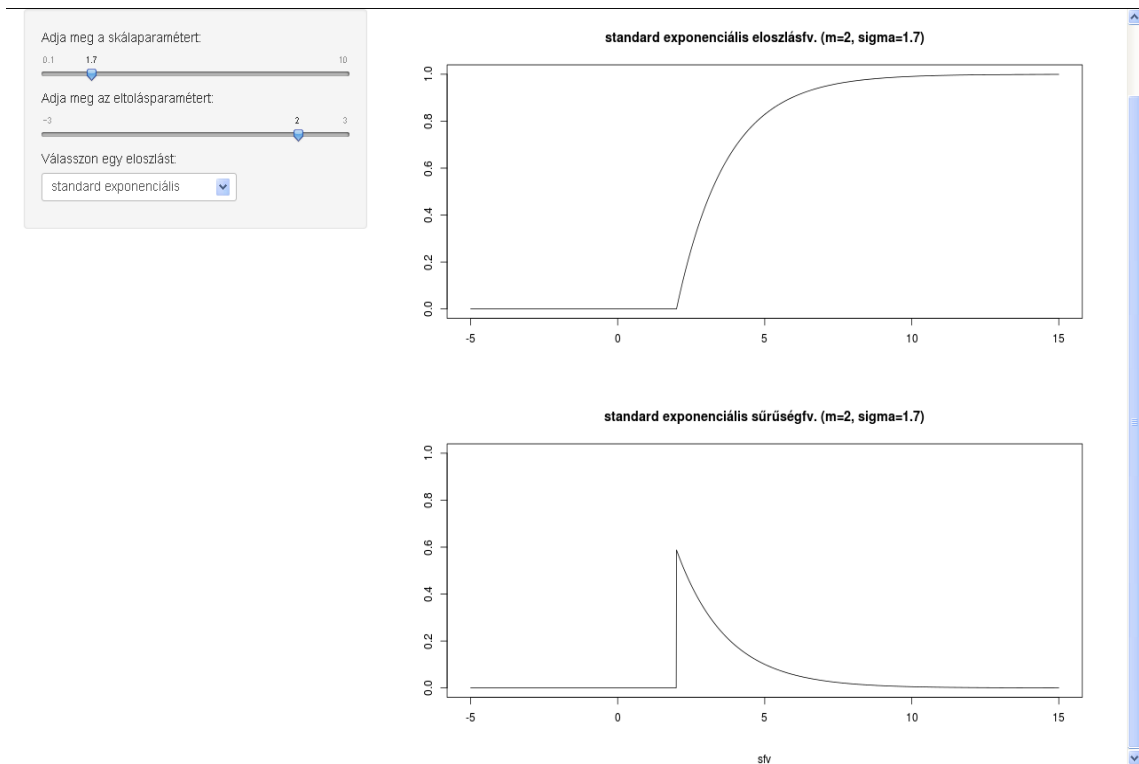 Adja meg a skálaparamétert:
0.1 1.7 10
Adja meg az eltolásparamétert:
-3 2 3
Válasszon egy eloszlást:
standard exponenciális
standard exponenciális eloszlásfv. (m=2, sigma=1.7)
1.0
0.8
0.6
0.4
0.2
0.0
-5 0 5 10 15
standard exponenciális sűrűségfv. (m=2, sigma=1.7)
1.0
0.8
0.6
0.4
0.2
0.0
-5 0 5 10 15
sfv